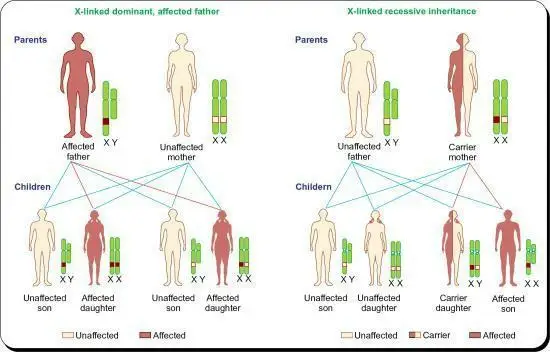 X-linked dominant, affected father
X-linked recessive inheritance
Parents
Parents
X Y
X X
X Y
X X
Affected
father
Unaffected
mother
Unaffected
father
Carrier
mother
Children
Childern
X Y
X X
X Y
X X
X Y
X X
X X
X Y
Unaffected
son
Affected
daughter
Unaffected
son
Affected
daughter
Unaffected
son
Unaffected
daughter
Carrier
daughter
Affected
son
Unaffected
Affected
Unaffected
Carrier
Affected